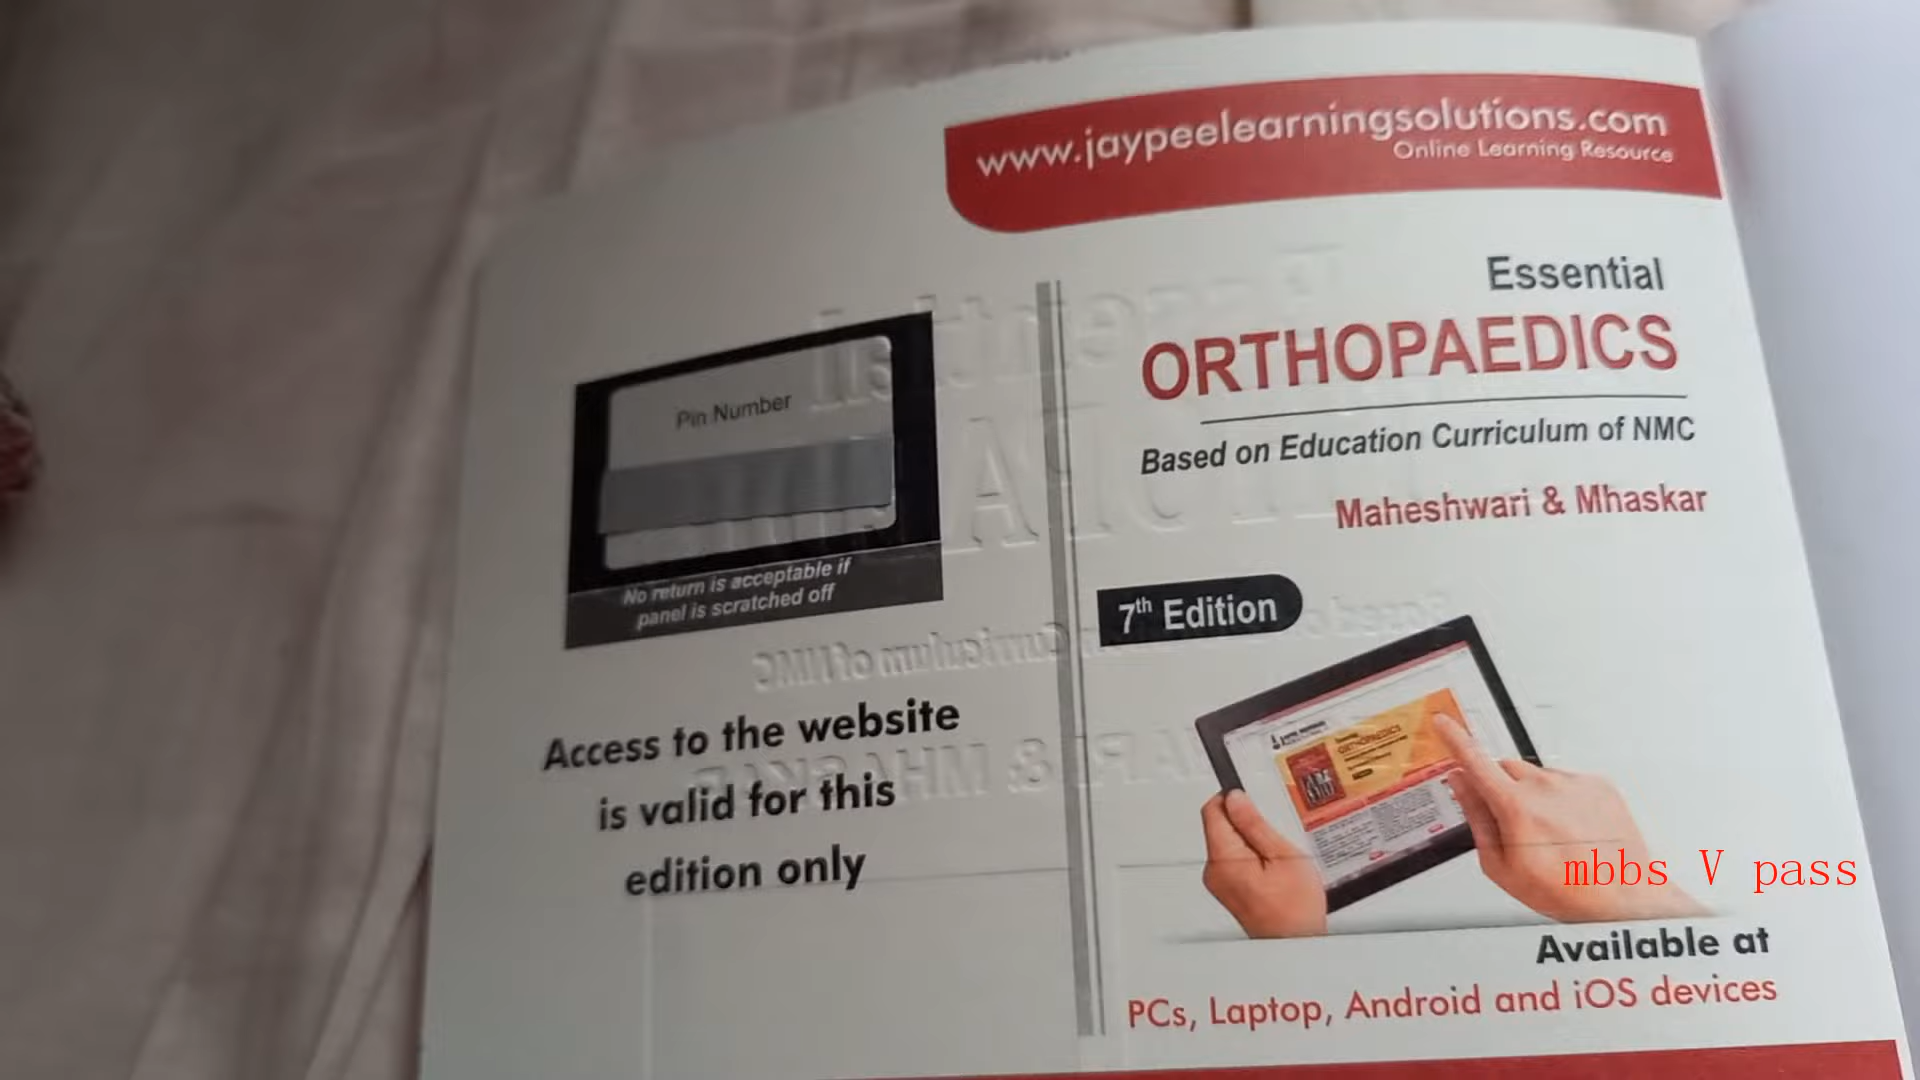 www.jaypeelearningsolutions.com
Online Learning Resource
Essential
ORTHOPAEDICS
Based on Education Curriculum of NMC
Maheshwari & Mhaskar
7th Edition
Pin Number
No return is acceptable if
panel is scratched off
Access to the website
is valid for this
edition only
ORTHOPAEDICS
mbbs V pass
Available at
PCs, Laptop, Android and iOS devices